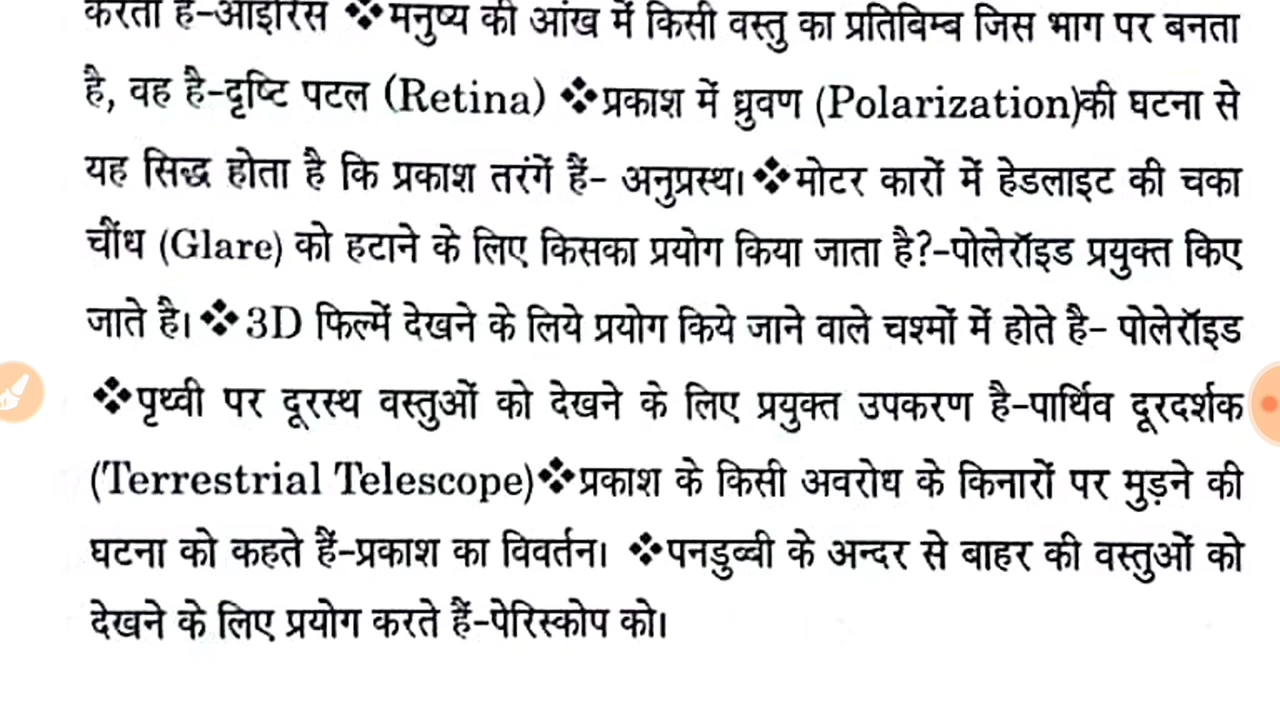 करता है-आइरिस ❖मनुष्य की आंख में किसी वस्तु का प्रतिविम्ब जिस भाग पर बनता
है, वह है-दृष्टि पटल (Retina) ❖प्रकाश में ध्रुवण (Polarization)की घटना से
यह सिद्ध होता है कि प्रकाश तरंगें हैं- अनुप्रस्थ। ❖मोटर कारों में हेडलाइट की चका
चौंध (Glare) को हटाने के लिए किसका प्रयोग किया जाता है?-पोलेरॉइड प्रयुक्त किए
जाते है। ❖3D फिल्में देखने के लिये प्रयोग किये जाने वाले चश्मों में होते है- पोलेरॉइड
❖पृथ्वी पर दूरस्थ वस्तुओं को देखने के लिए प्रयुक्त उपकरण है-पार्थिव दूरदर्शक
(Terrestrial Telescope)❖प्रकाश के किसी अवरोध के किनारों पर मुड़ने की
घटना को कहते हैं-प्रकाश का विवर्तन। ❖पनडुब्बी के अन्दर से बाहर की वस्तुओं को
देखने के लिए प्रयोग करते हैं-पेरिस्कोप को।